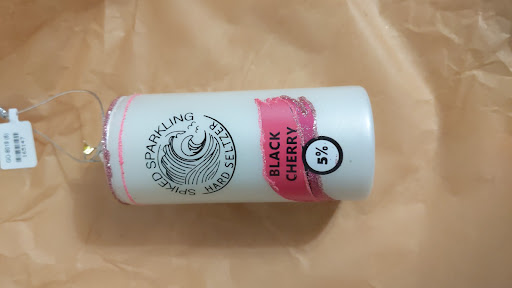 SPIKED SPARKLING
HARD SELTZER
BLACK
CHERRY
5%